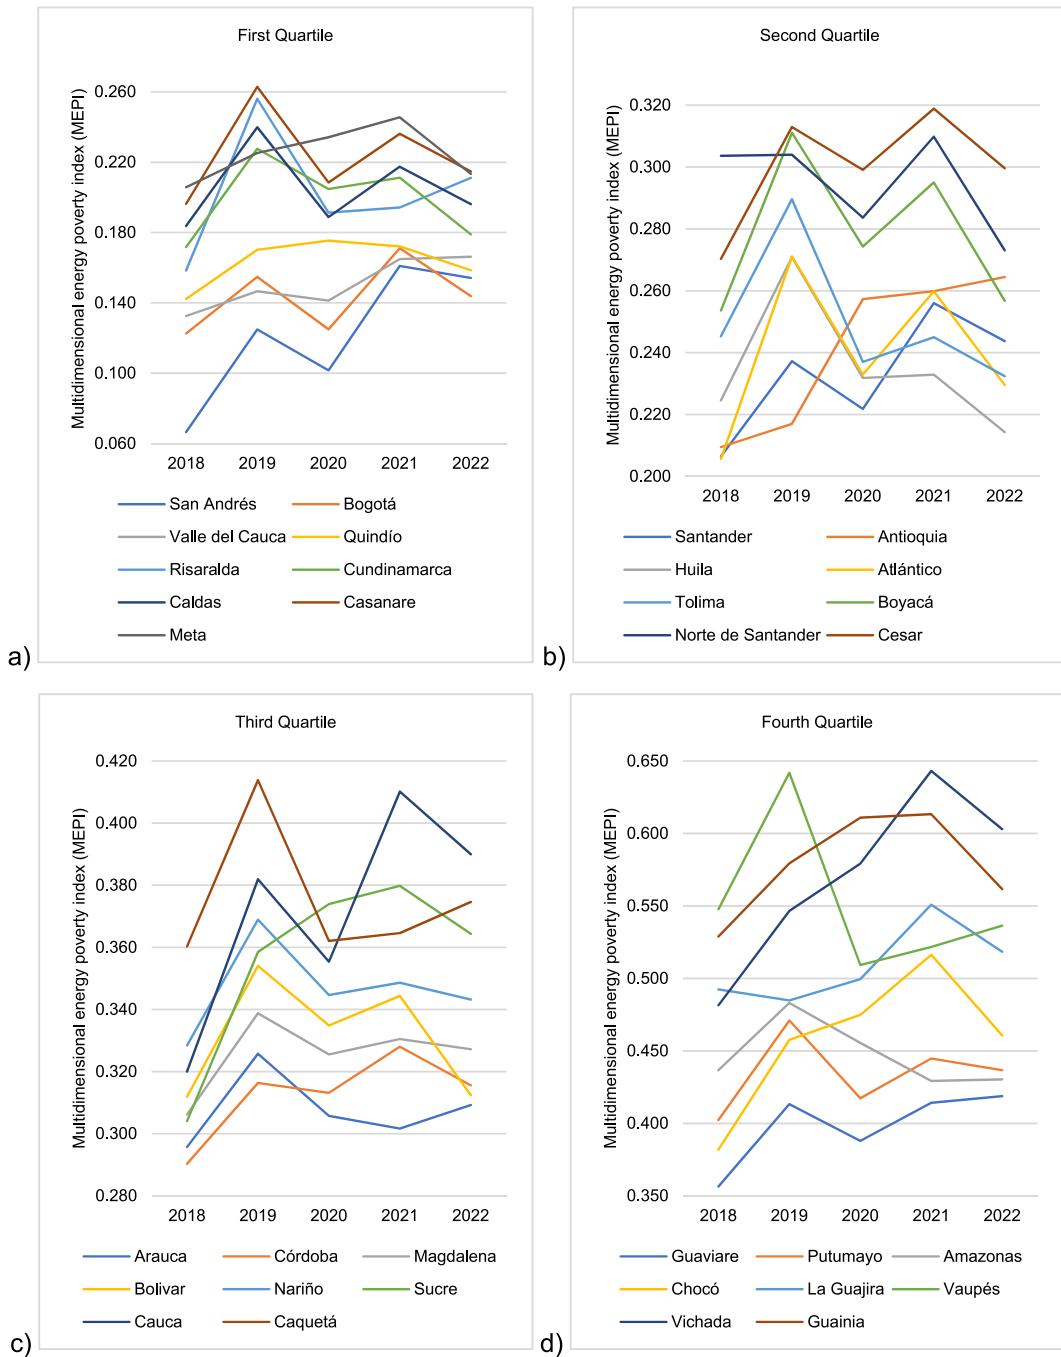 First Quartile
Multidimensional energy poverty index (MEPI)
0.260
0.220
0.180
0.140
0.100
0.060
2018 2019 2020 2021 2022
San Andrés Bogotá
Valle del Cauca Quindío
Risaralda Cundinamarca
Caldas Casanare
Meta
a)
Second Quartile
Multidimensional energy poverty index (MEPI)
0.320
0.300
0.280
0.260
0.240
0.220
0.200
2018 2019 2020 2021 2022
Santander Antioquia
Huila Atlántico
Tolima Boyacá
Norte de Santander Cesar
b)
Third Quartile
Multidimensional energy poverty index (MEPI)
0.420
0.400
0.380
0.360
0.340
0.320
0.300
0.280
2018 2019 2020 2021 2022
Arauca Córdoba Magdalena
Bolivar Nariño Sucre
Cauca Caquetá
c)
Fourth Quartile
Multidimensional energy poverty index (MEPI)
0.650
0.600
0.550
0.500
0.450
0.400
0.350
2018 2019 2020 2021 2022
Guaviare Putumayo Amazonas
Chocó La Guajira Vaupés
Vichada Guainia
d)